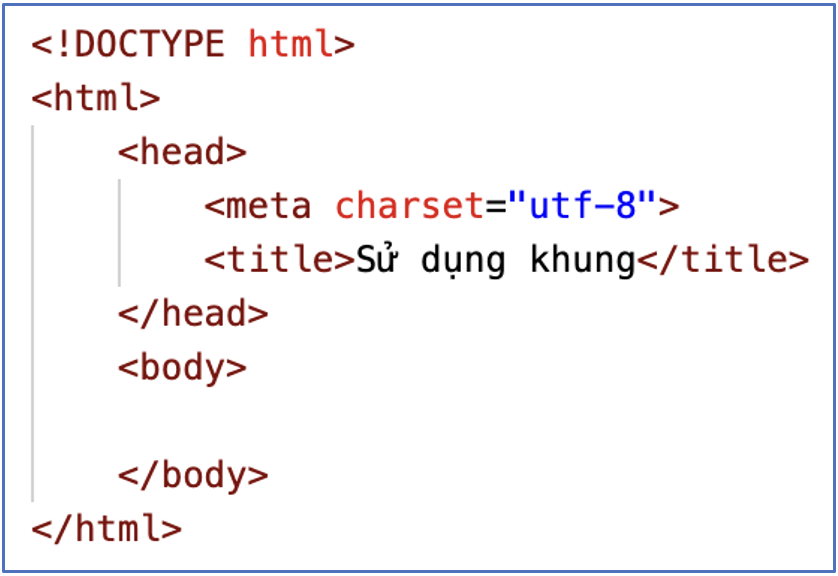 <!DOCTYPE html>
<html>
<head>
<meta charset="utf-8">
<title>Sử dụng khung</title>
</head>
<body>
</body>
</html>